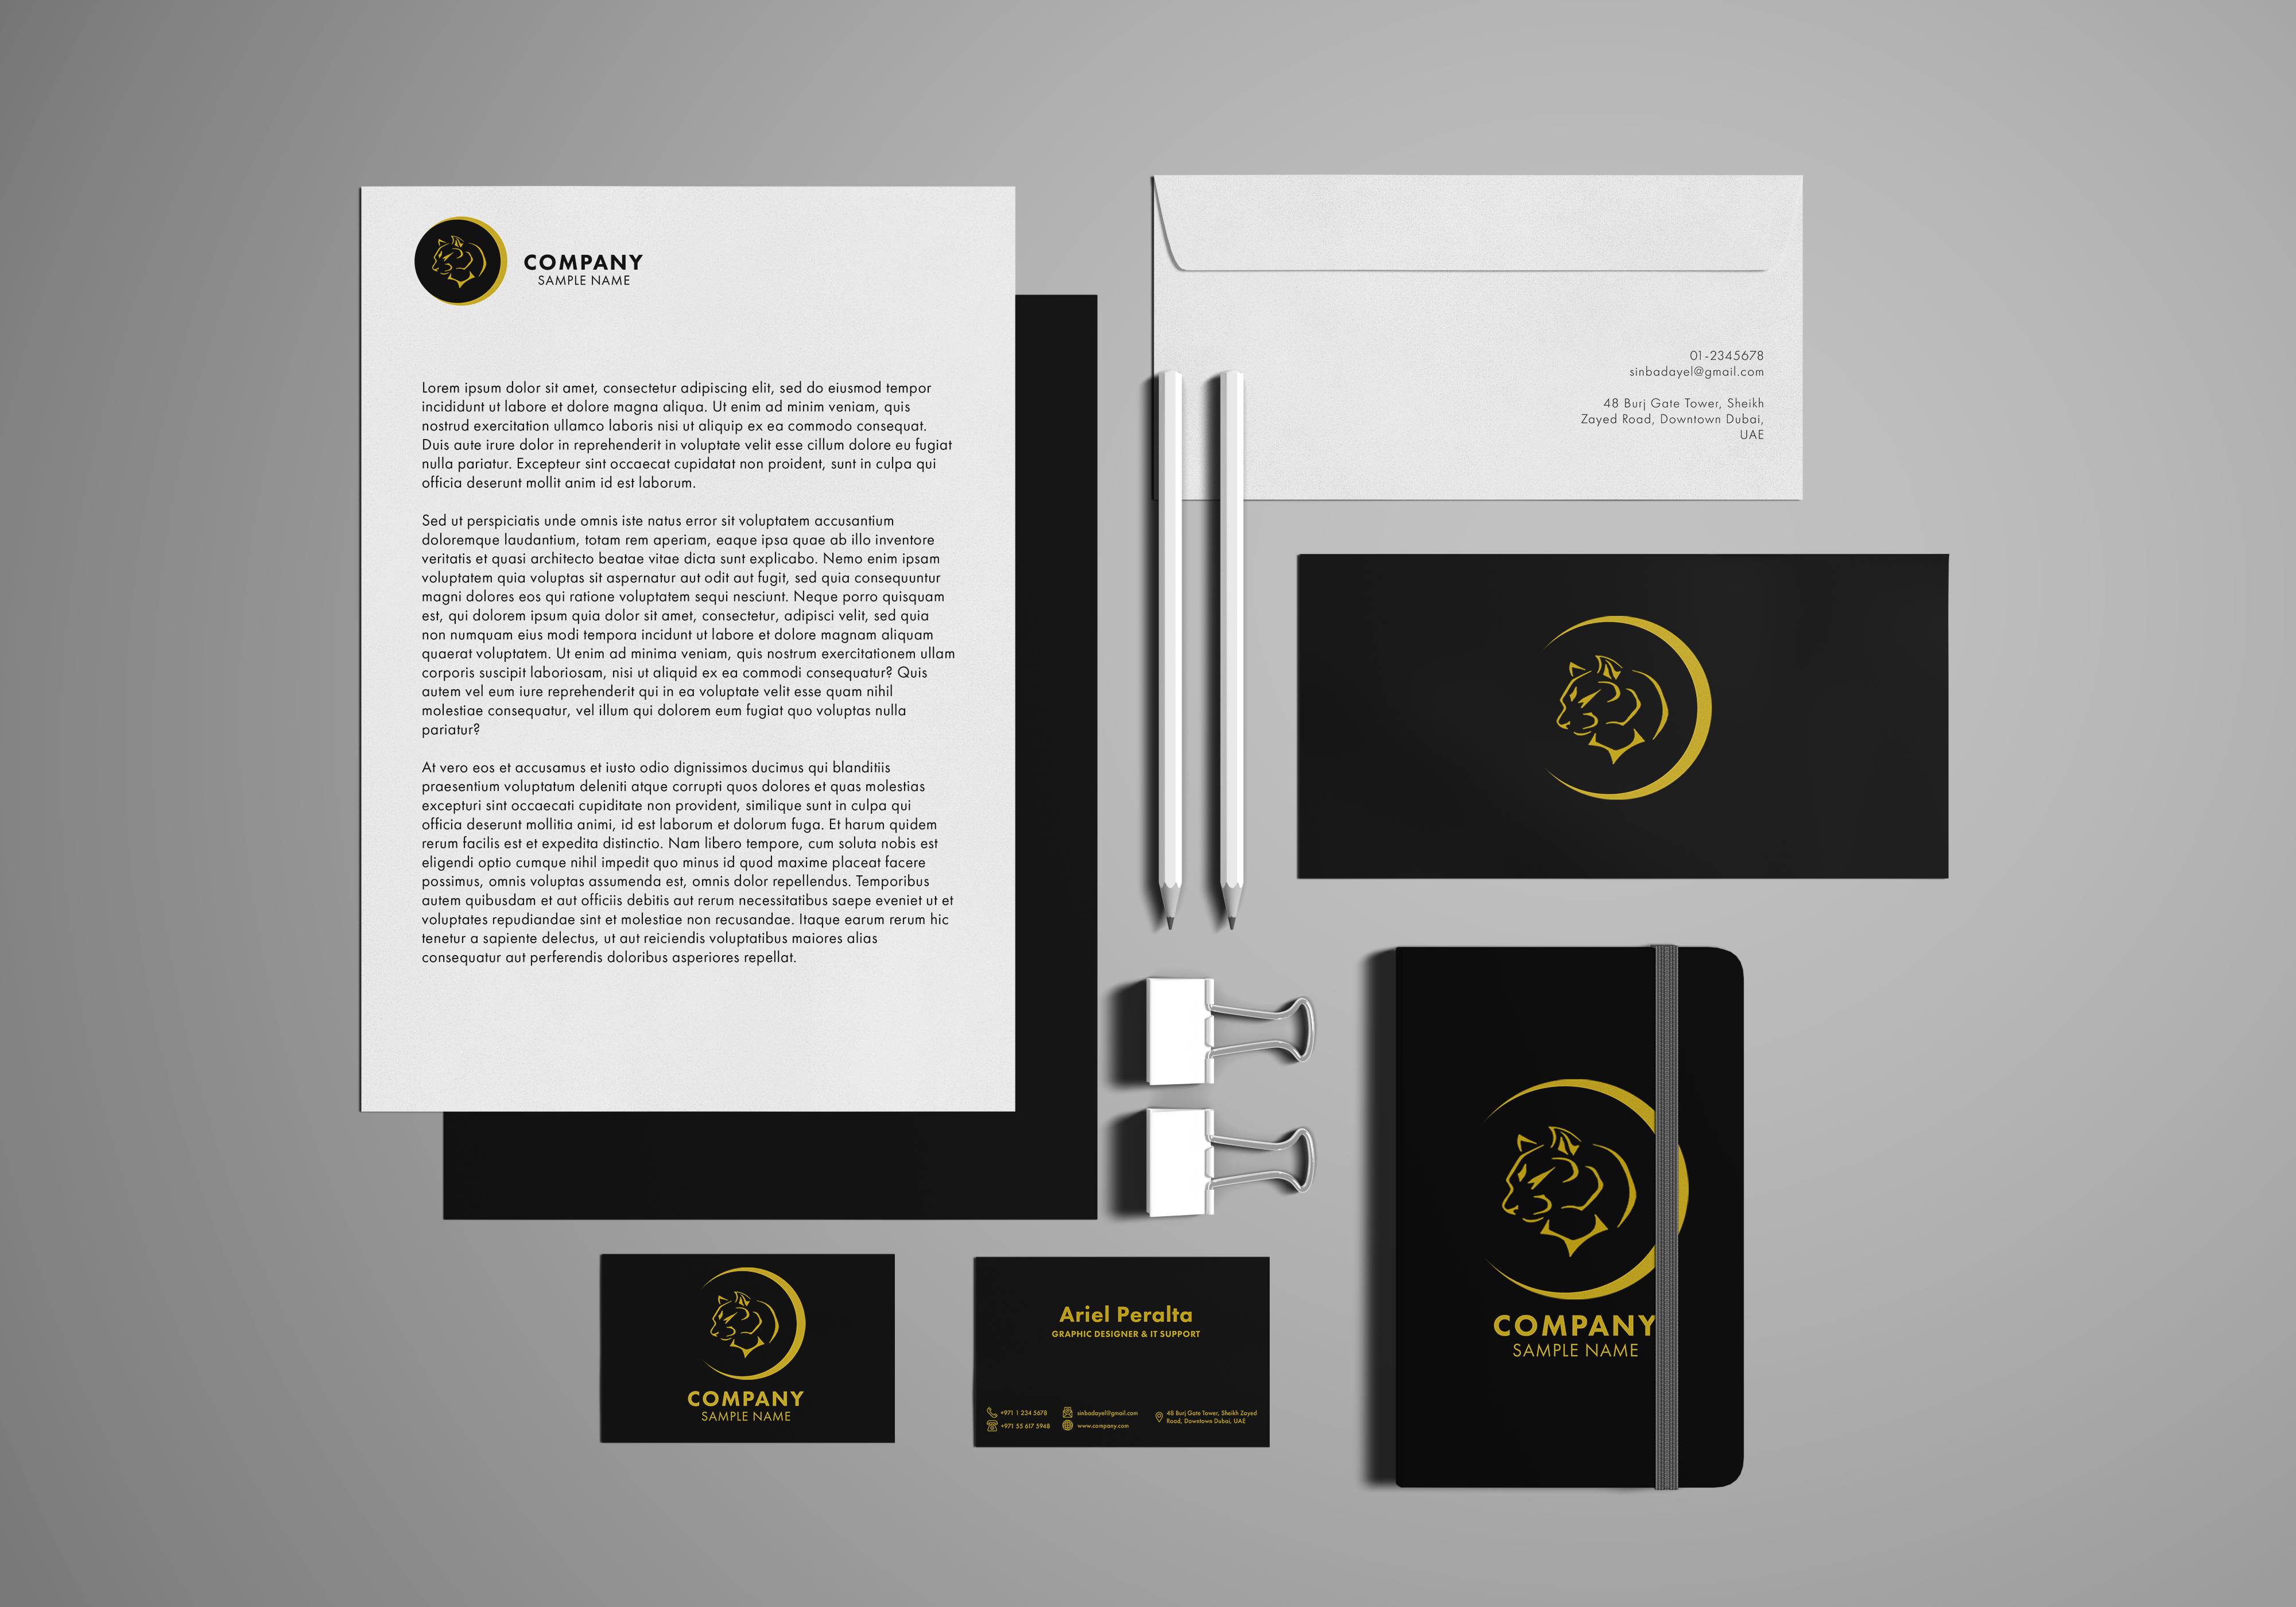 COMPANY
SAMPLE NAME
Lorem ipsum dolor sit amet, consectetur adipiscing elit, sed do eiusmod tempor
incididunt ut labore et dolore magna aliqua. Ut enim ad minim veniam, quis
nostrud exercitation ullamco laboris nisi ut aliquip ex ea commodo consequat.
Duis aute irure dolor in reprehenderit in voluptate velit esse cillum dolore eu fugiat
nulla pariatur. Excepteur sint occaecat cupidatat non proident, sunt in culpa qui
officia deserunt mollit anim id est laborum.
Sed ut perspiciatis unde omnis iste natus error sit voluptatem accusantium
doloremque laudantium, totam rem aperiam, eaque ipsa quae ab illo inventore
veritatis et quasi architecto beatae vitae dicta sunt explicabo. Nemo enim ipsam
voluptatem quia voluptas sit aspernatur aut odit aut fugit, sed quia consequuntur
magni dolores eos qui ratione voluptatem sequi nesciunt. Neque porro quisquam
est, qui dolorem ipsum quia dolor sit amet, consectetur, adipisci velit, sed quia
non numquam eius modi tempora incidunt ut labore et dolore magnam aliquam
quaerat voluptatem. Ut enim ad minima veniam, quis nostrum exercitationem ullam
corporis suscipit laboriosam, nisi ut aliquid ex ea commodi consequatur? Quis
autem vel eum iure reprehenderit qui in ea voluptate velit esse quam nihil
molestiae consequatur, vel illum qui dolorem eum fugiat quo voluptas nulla
pariatur?
At vero eos et accusamus et iusto odio dignissimos ducimus qui blanditiis
praesentium voluptatum deleniti atque corrupti quos dolores et quas molestias
excepturi sint occaecati cupiditate non provident, similique sunt in culpa qui
officia deserunt mollitia animi, id est laborum et dolorum fuga. Et harum quidem
rerum facilis est et expedita distinctio. Nam libero tempore, cum soluta nobis est
eligendi optio cumque nihil impedit quo minus id quod maxime placeat facere
possimus, omnis voluptas assumenda est, omnis dolor repellendus. Temporibus
autem quibusdam et aut officiis debitis aut rerum necessitatibus saepe eveniet ut et
voluptates repudiandae sint et molestiae non recusandae. Itaque earum rerum hic
tenetur a sapiente delectus, ut aut reiciendis voluptatibus maiores alias
consequatur aut perferendis doloribus asperiores repellat.
01-2345678
sinbadayel@gmail.com
48 Burj Gate Tower, Sheikh
Zayed Road, Downtown Dubai,
UAE
COMPANY
SAMPLE NAME
COMPANY
SAMPLE NAME
Ariel Peralta
GRAPHIC DESIGNER & IT SUPPORT
+971 1 234 5678
+971 55 617 5948
sinbadayel@gmail.com
www.company.com
48 Burj Gate Tower, Sheikh Zayed
Road, Downtown Dubai, UAE